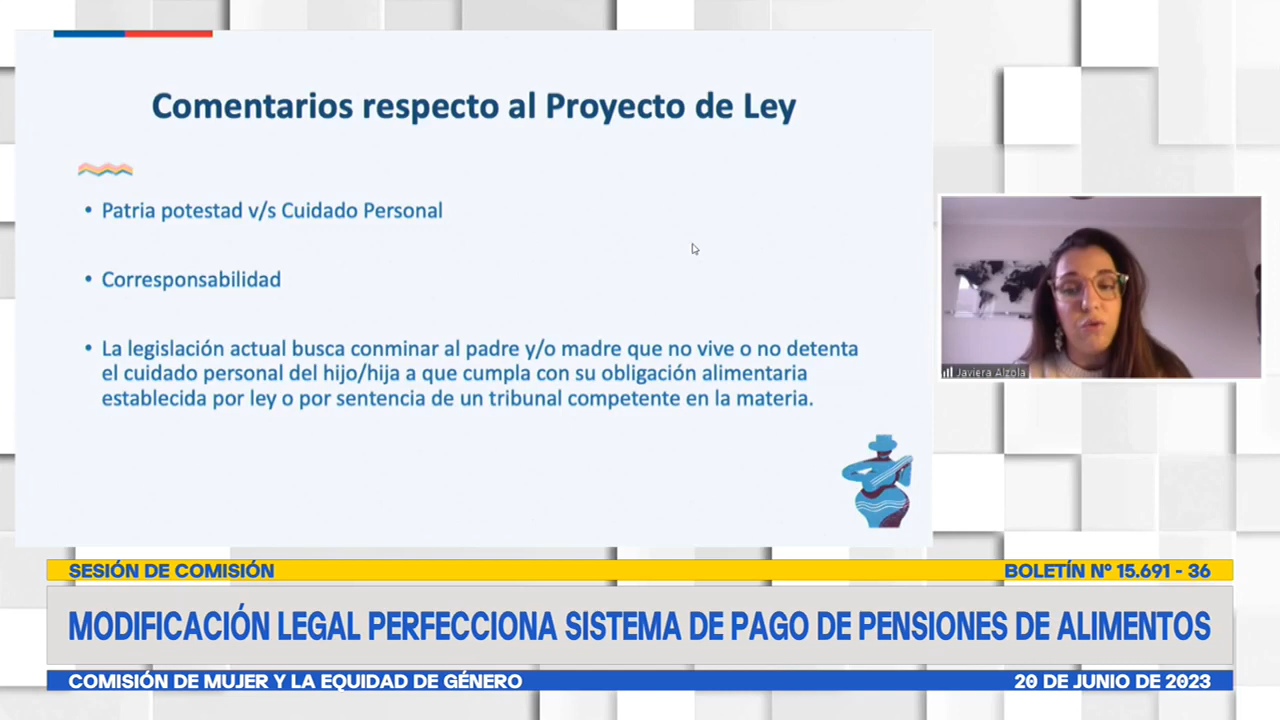 Comentarios respecto al Proyecto de Ley
• Patria potestad v/s Cuidado Personal
• Corresponsabilidad
• La legislación actual busca conminar al padre y/o madre que no vive o no detenta
el cuidado personal del hijo/hija a que cumpla con su obligación alimentaria
establecida por ley o por sentencia de un tribunal competente en la materia.
Javiera Alzola
SESIÓN DE COMISIÓN
BOLETÍN N° 15.691 - 36
MODIFICACIÓN LEGAL PERFECCIONA SISTEMA DE PAGO DE PENSIONES DE ALIMENTOS
COMISIÓN DE MUJER Y LA EQUIDAD DE GÉNERO
20 DE JUNIO DE 2023